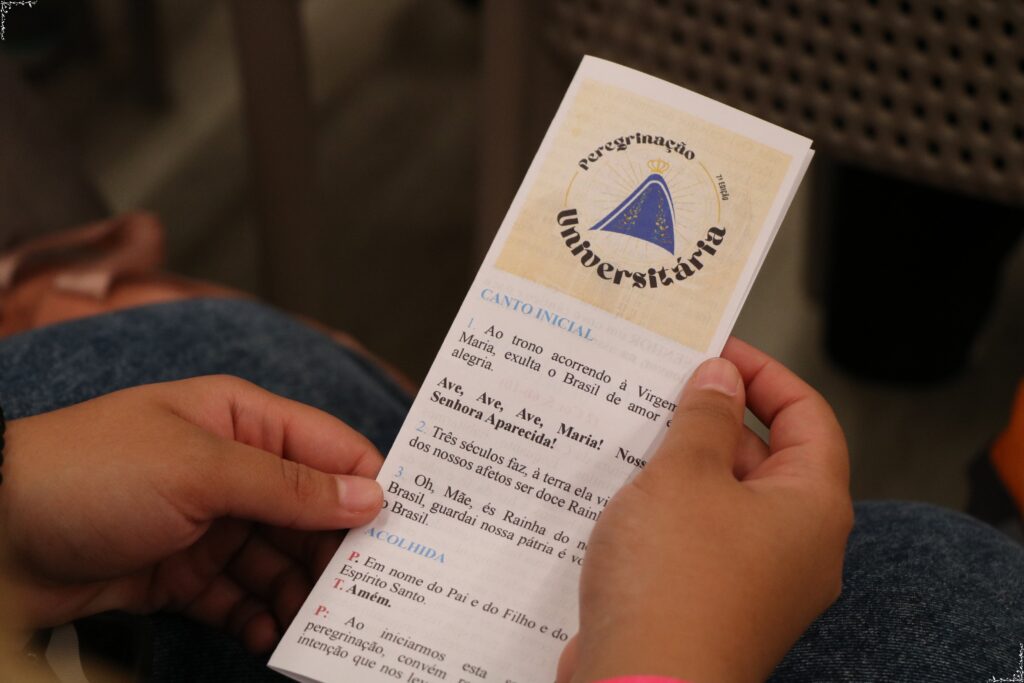 Peregrinação
7ª EDIÇÃO
Universitária
CANTO INICIAL
1 Ao trono acorrendo à Virgem
Maria, exulta o Brasil de amor e
alegria.
Ave, Ave, Ave, Maria!
Senhora Aparecida!
2. Três séculos faz, à terra ela
dos nossos afetos ser doce
3 Oh, Mãe, és Rainha do
Brasil, guardai nossa pátria é
Brasil.
ACOLHIDA
P. Em nome do Pai e do Filho e do
Espírito Santo.
T. Amém.
P: Ao iniciarmos esta
peregrinação, convém
intenção que nos